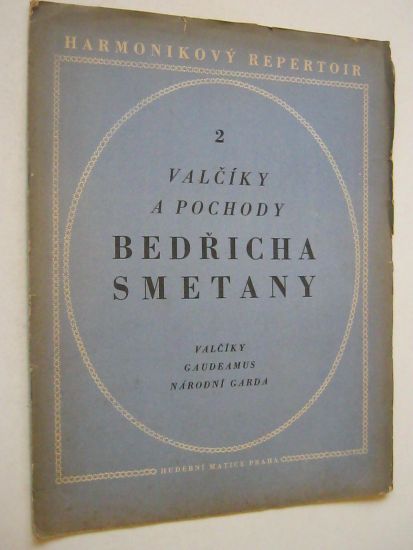 HARMONIKOVÝ REPERTOIR
2
VALČÍKY
A POCHODY
BEDŘICHA
SMETANY
VALČÍKY
GAUDEAMUS
NÁRODNÍ GARDA
HUDEBNÍ MATICE PRAHA